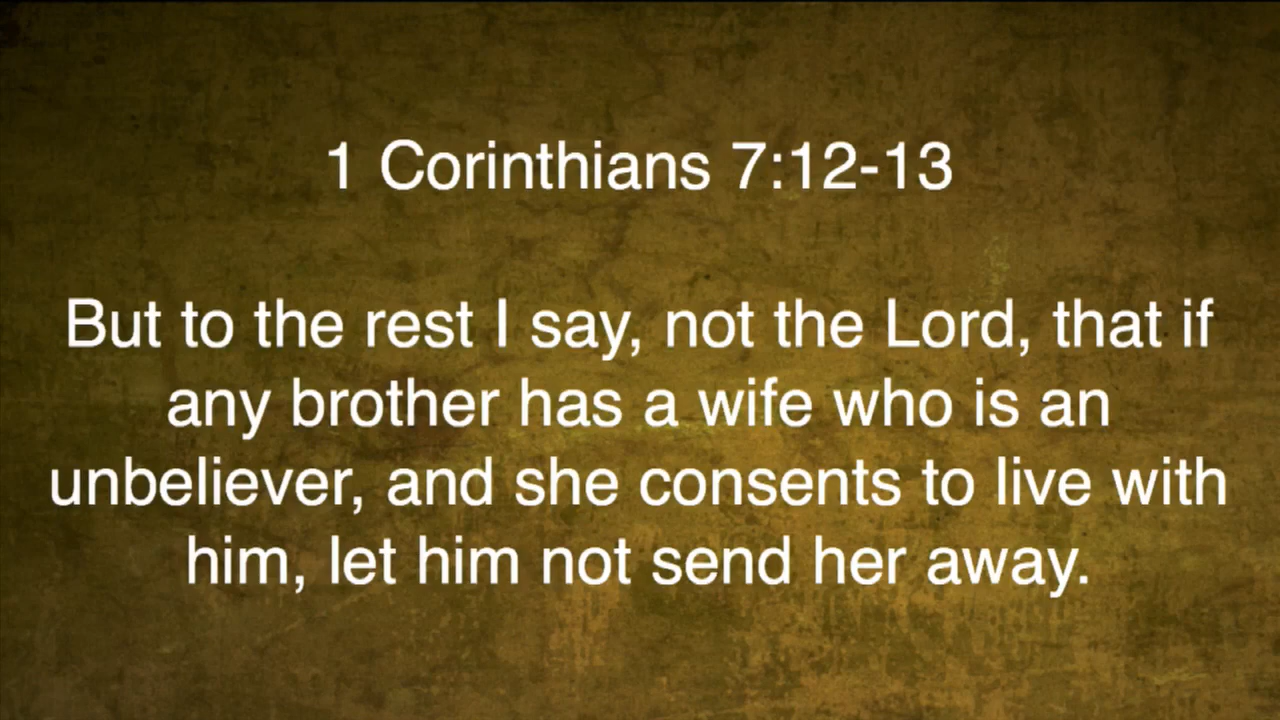 1 Corinthians 7:12-13
But to the rest I say, not the Lord, that if
any brother has a wife who is an
unbeliever, and she consents to live with
him, let him not send her away.